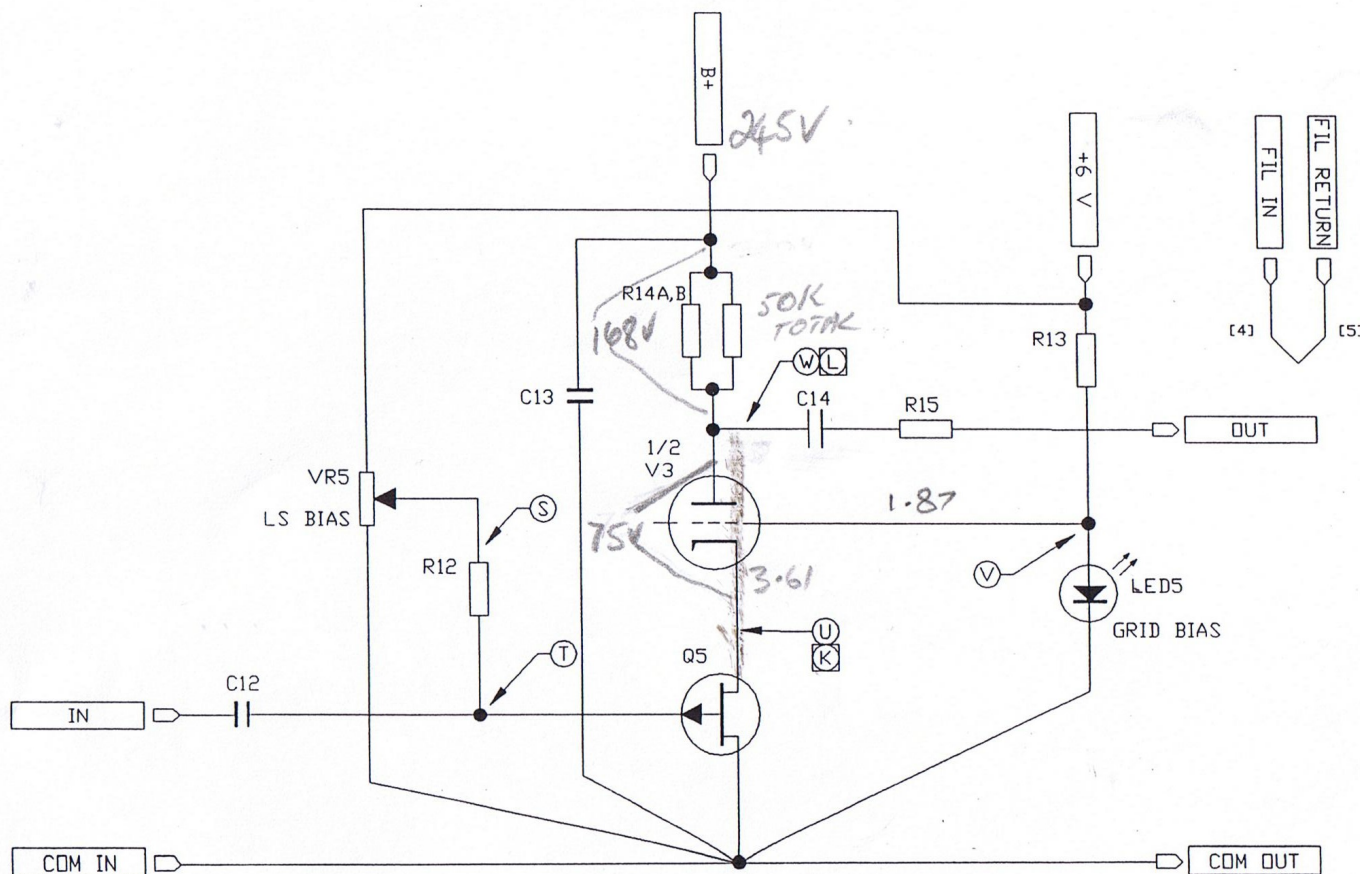 B+
245V
+6 V
FIL IN
FIL RETURN
R14A,B
50K
TOTAL
168V
R13
[4]
[5]
W L
C13
C14
R15
OUT
1/2
V3
VR5
LS BIAS
S
1.87
75V
R12
3.61
V
LED5
GRID BIAS
U
K
T
Q5
C12
IN
COM IN
COM OUT